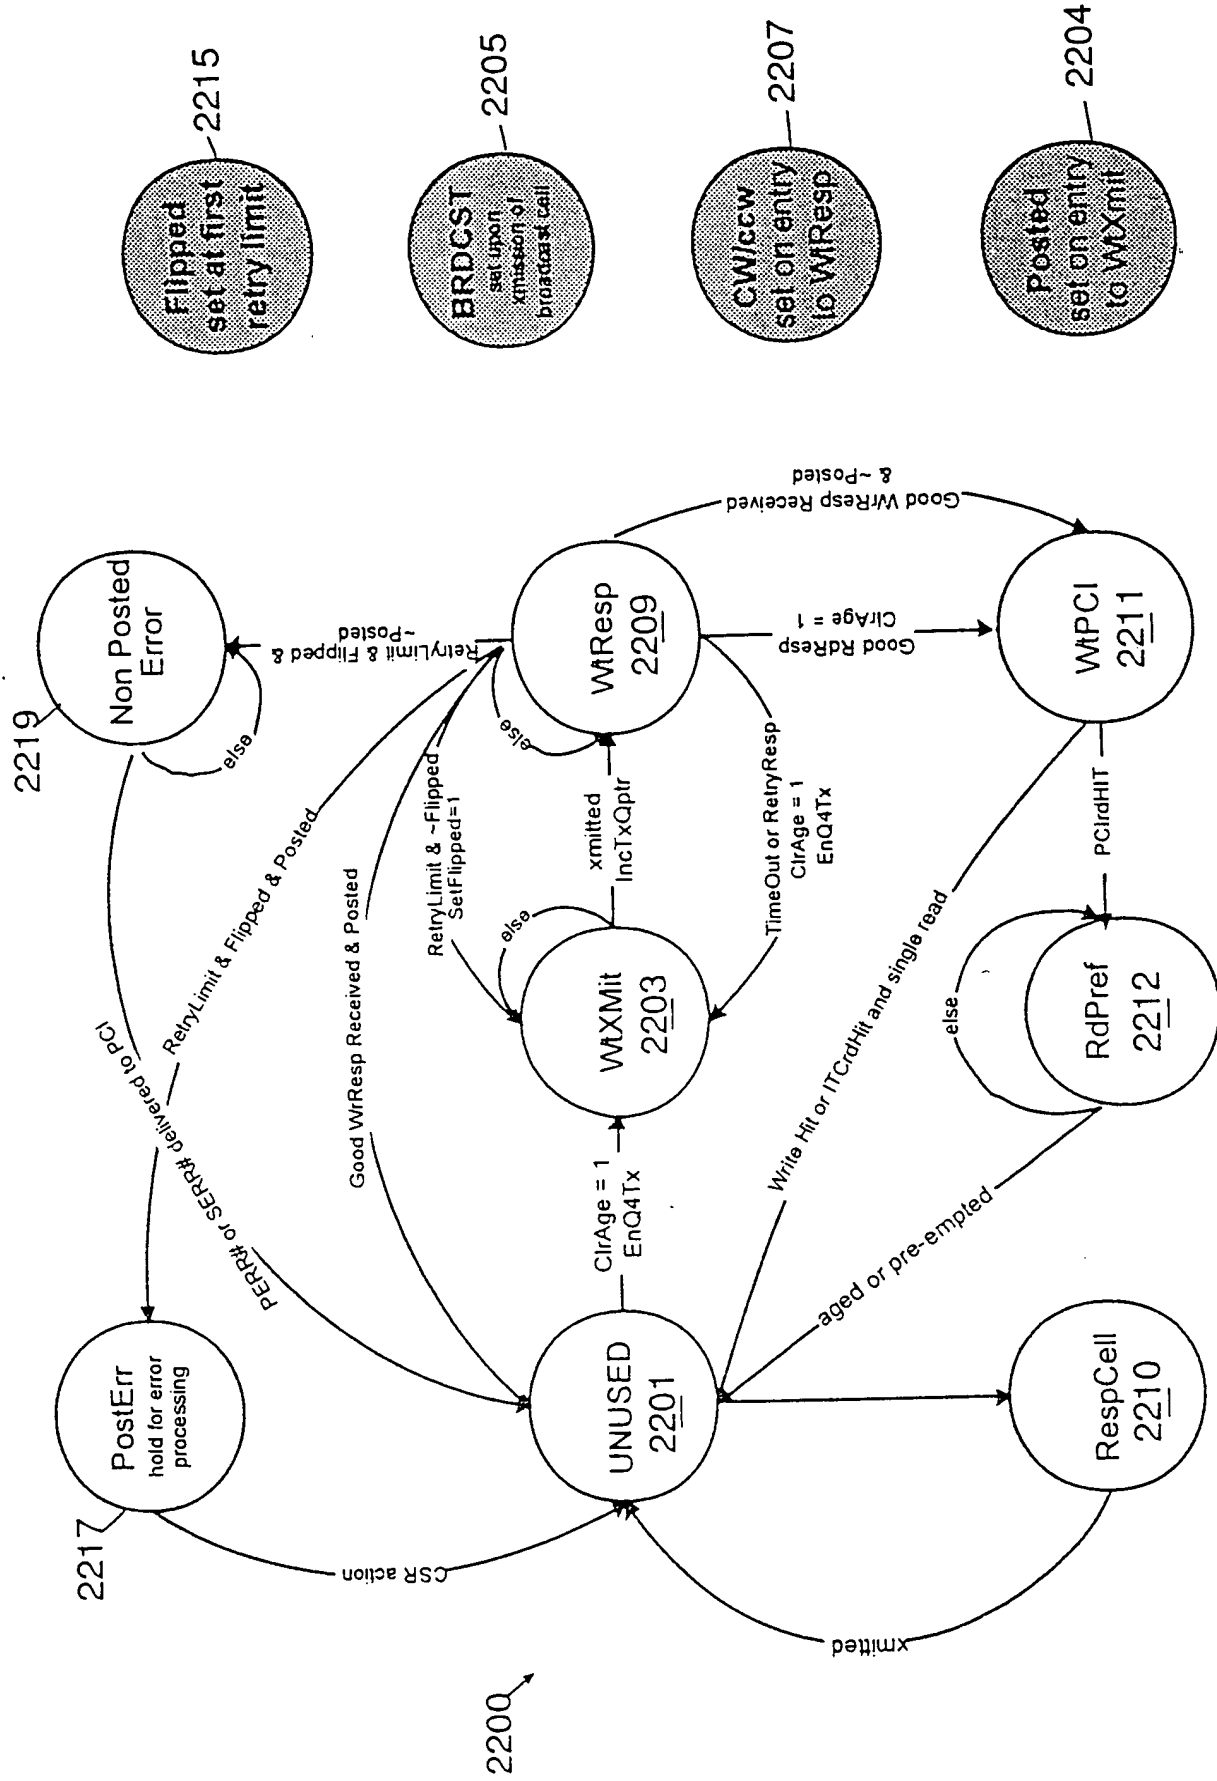 2200
2217
PostErr
hold for error
processing
2219
Non Posted
Error
else
Flipped
set at first
retry limit
2215
BRDCST
set upon
xmisson of
broadcast cell
2205
CW/ccw
set on entry
to WtResp
2207
Posted
set on entry
to WtXmit
2204
CSR action
PERR# or SERR# delivered to PCI
RetryLimit & Flipped & Posted
Good WrResp Received & Posted
RetryLimit & Flipped &
~Posted
RetryLimit & ~Flipped
SetFlipped=1
else
else
UNUSED
2201
ClrAge = 1
EnQ4Tx
WtXMit
2203
xmitted
IncTxQptr
WtResp
2209
TimeOut or RetryResp
ClrAge = 1
EnQ4Tx
Good RdResp
ClrAge = 1
Good WrResp Received
& ~Posted
Write Hit or ITCrdHit and single read
aged or pre-empted
else
PCIrdHIT
xmitted
RespCell
2210
RdPref
2212
WtPCI
2211